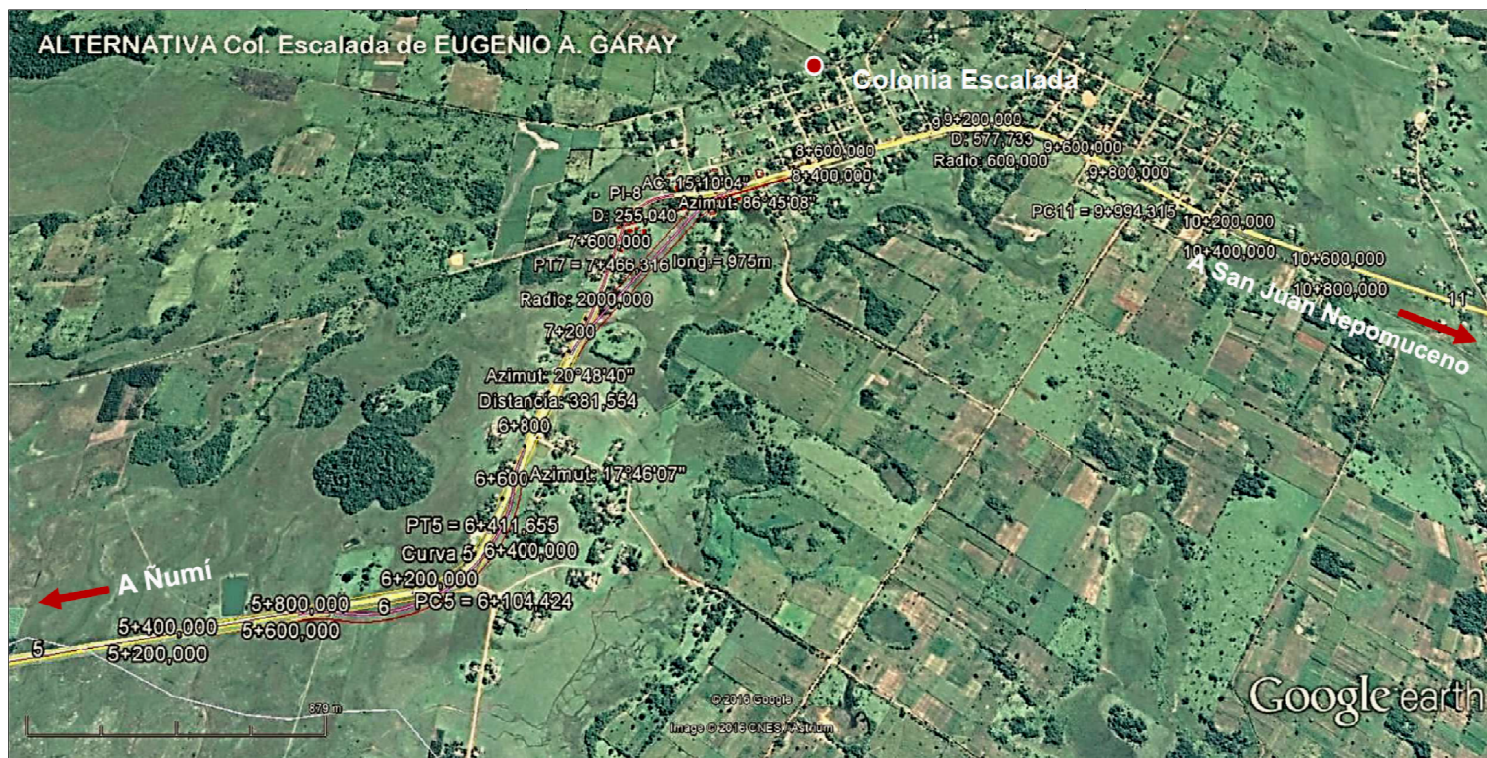 ALTERNATIVA Col. Escalada de EUGENIO A. GARAY
Colonia Escalada
9+200,000
D: 577,733
Radio: 600,000
9+600,000
9+800,000
8+600,000
8+400,000
PI-8
AC: 15°10'04"
Azimut: 86°45'08"
D: 255,040
7+600,000
PT7 = 7+466,316
long.= 975m
PC11 = 9+994,315
10+200,000
10+400,000
10+600,000
10+800,000
11
A San Juan Nepomuceno
Radio: 2000,000
7+200
Azimut: 20°48'40"
Distancia: 381,554
6+800
6+600
Azimut: 17°46'07"
PT5 = 6+411,655
Curva 5
6+400,000
6+200,000
PC5 = 6+104,424
A Ñumí
5+800,000
6
5+400,000
5+600,000
5
5+200,000
879 m
© 2016 Google
Image © 2016 CNES / Astrium
Google earth